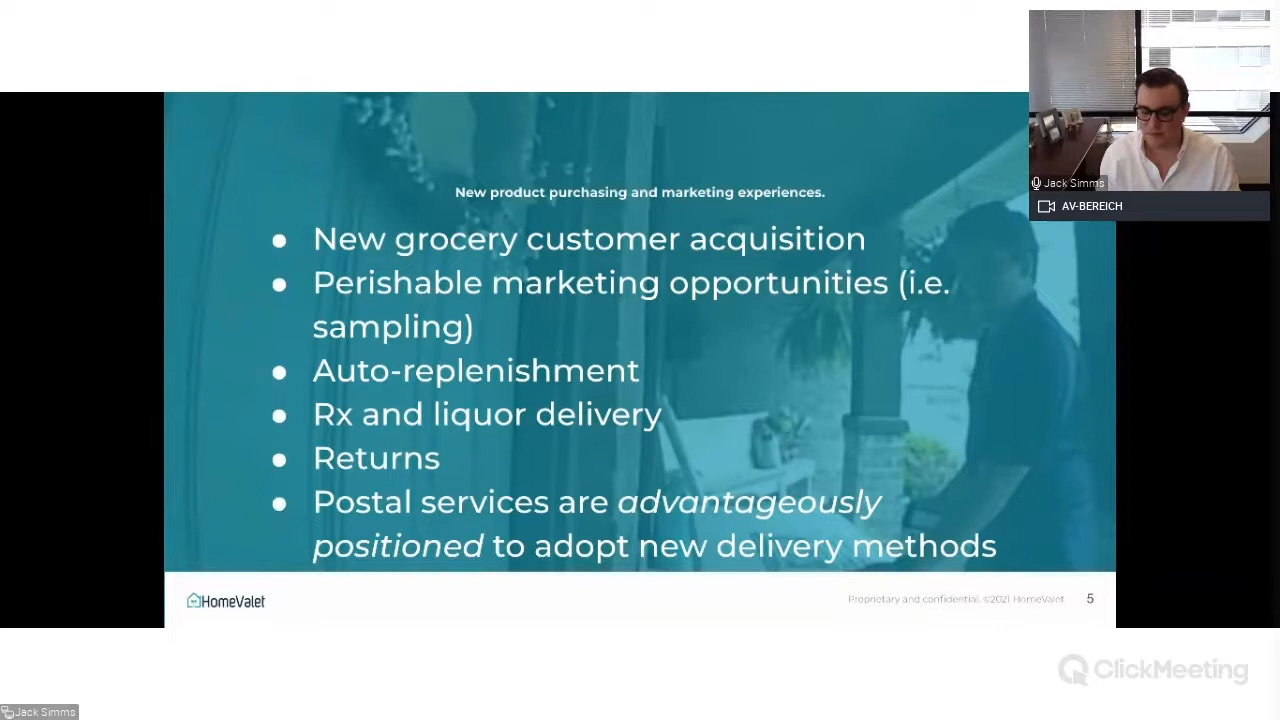 New product purchasing and marketing experiences.
● New grocery customer acquisition
● Perishable marketing opportunities (i.e.
sampling)
● Auto-replenishment
● Rx and liquor delivery
● Returns
● Postal services are advantageously
positioned to adopt new delivery methods
HomeValet
Proprietary and confidential. ©2021 HomeValet 5
Jack Simms
AV-BEREICH
ClickMeeting
Jack Simms